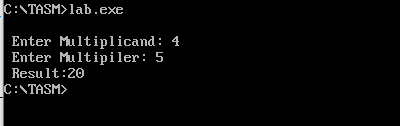 C:\TASM>lab.exe
Enter Multiplicand: 4
Enter Multipiler: 5
Result:20
C:\TASM>